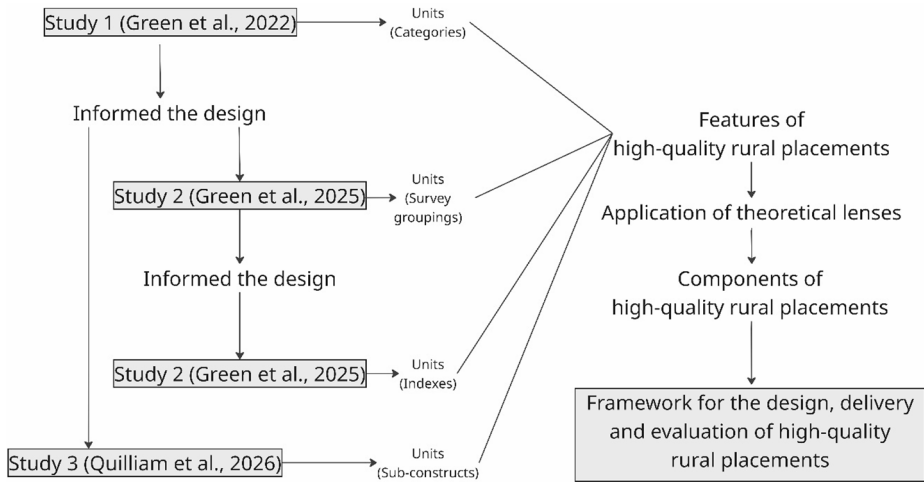 Study 1 (Green et al., 2022)
Units
(Categories)
Informed the design
Study 2 (Green et al., 2025)
Units
(Survey
groupings)
Informed the design
Study 2 (Green et al., 2025)
Units
(Indexes)
Study 3 (Quilliam et al., 2026)
Units
(Sub-constructs)
Features of
high-quality rural placements
Application of theoretical lenses
Components of
high-quality rural placements
Framework for the design, delivery
and evaluation of high-quality
rural placements